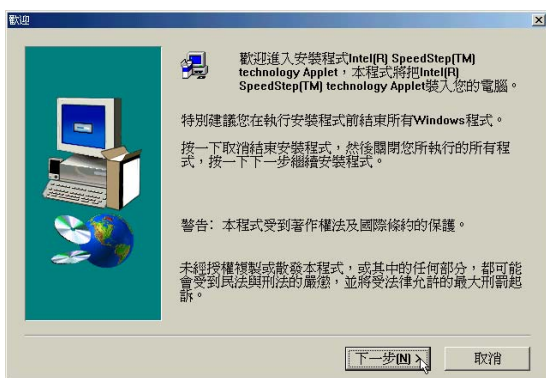 歡迎
歡迎進入安裝程式Intel(R) SpeedStep(TM)
technology Applet，本程式將把Intel(R)
SpeedStep(TM) technology Applet裝入您的電腦。
特別建議您在執行安裝程式前結束所有Windows程式。
按一下取消結束安裝程式，然後關閉您所執行的所有程
式，按一下下一步繼續安裝程式。
警告: 本程式受到著作權法及國際條約的保護。
未經授權複製或散發本程式，或其中的任何部分，都可能
會受到民法與刑法的嚴懲，並將受法律允許的最大刑罰起
訴。
下一步(N) >
取消